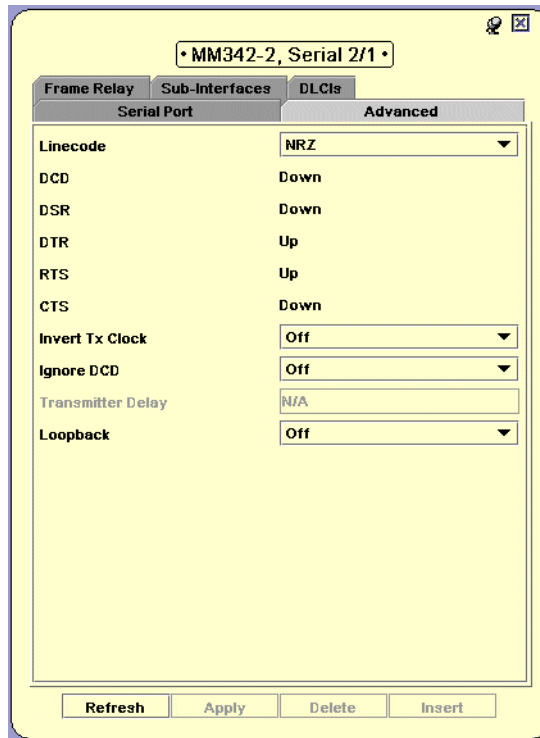 • MM342-2, Serial 2/1 •
Frame Relay Sub-Interfaces DLCIs
Serial Port Advanced
Linecode NRZ
DCD Down
DSR Down
DTR Up
RTS Up
CTS Down
Invert Tx Clock Off
Ignore DCD Off
Transmitter Delay N/A
Loopback Off
Refresh Apply Delete Insert